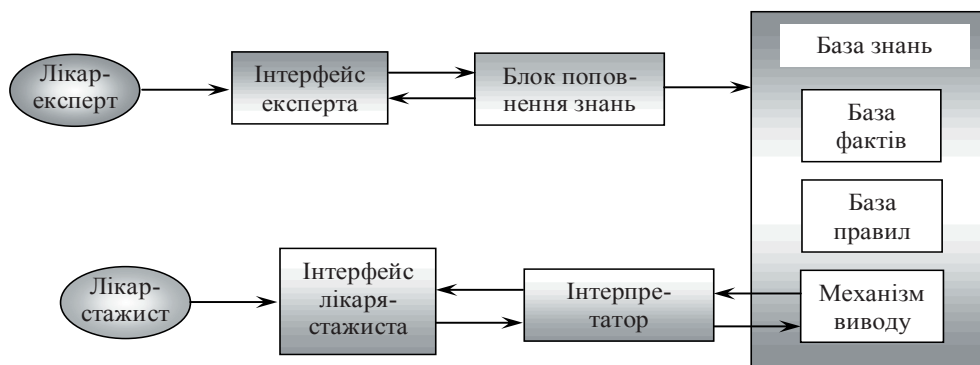 База знань
Лікар-
експерт
Інтерфейс
експерта
Блок попов-
нення знань
База
фактів
База
правил
Лікар-
стажист
Інтерфейс
лікаря-
стажиста
Інтерпре-
татор
Механізм
виводу